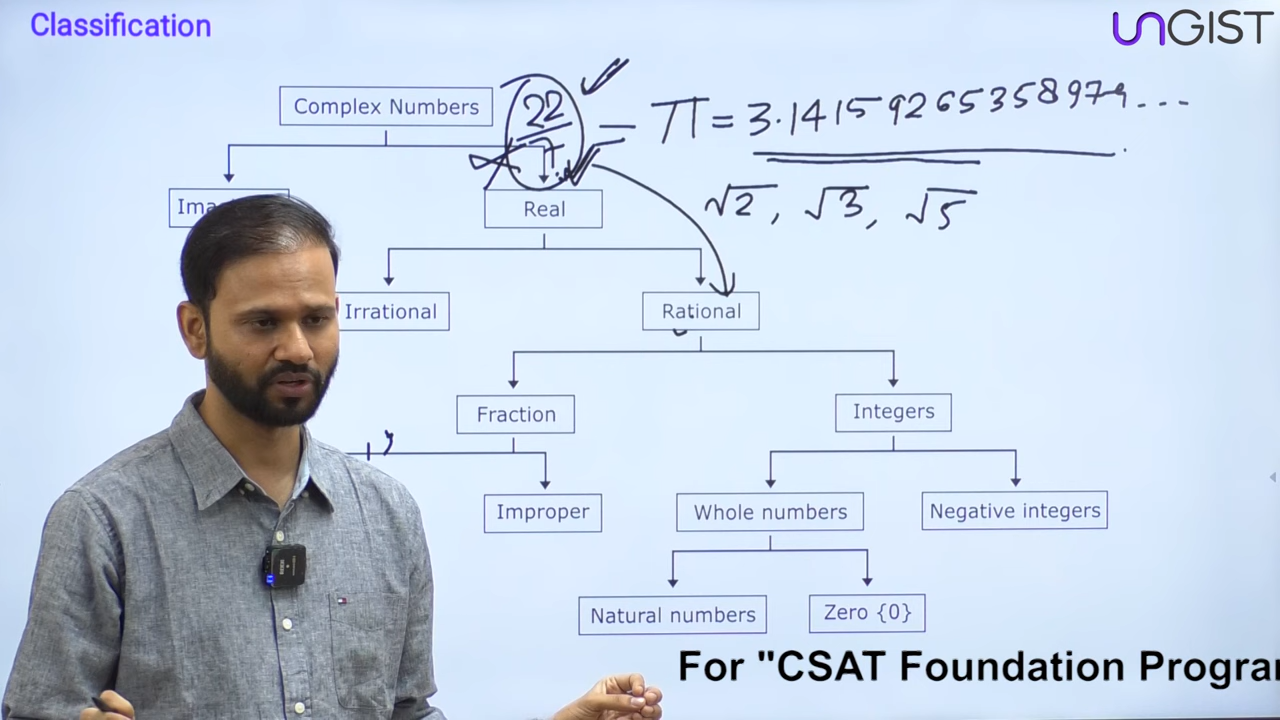 Classification
UNGIST
Complex Numbers
22/7 = π = 3.14159265358979...
√2, √3, √5
Real
Irrational
Rational
Fraction
Integers
Improper
Whole numbers
Negative integers
Natural numbers
Zero {0}
For "CSAT Foundation